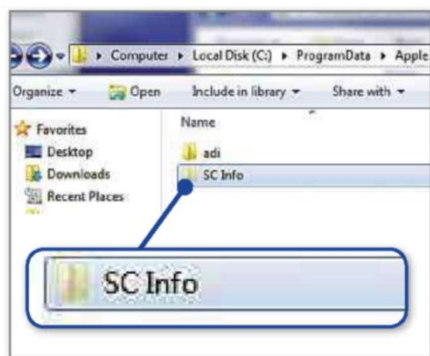 Computer ▸ Local Disk (C:) ▸ ProgramData ▸ Apple
Organize Open Include in library Share with
Favorites
Desktop
Downloads
Recent Places
Name
adi
SC Info
SC Info